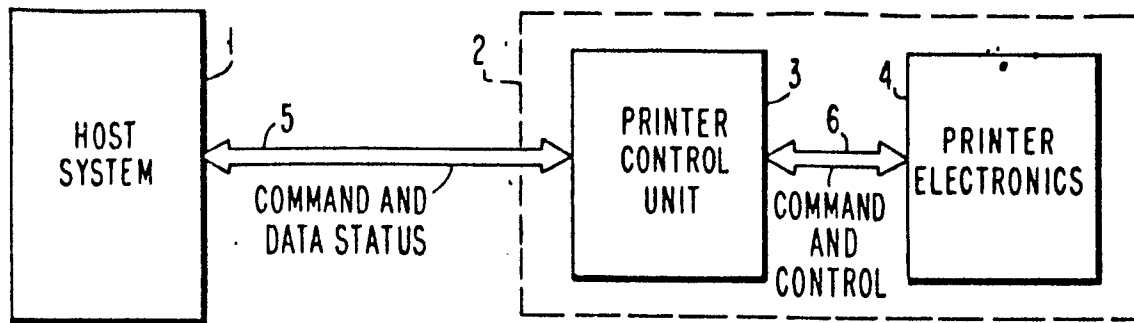 1
HOST
SYSTEM
5
COMMAND AND
DATA STATUS
2
PRINTER
CONTROL
UNIT
3
6
COMMAND
AND
CONTROL
4
PRINTER
ELECTRONICS